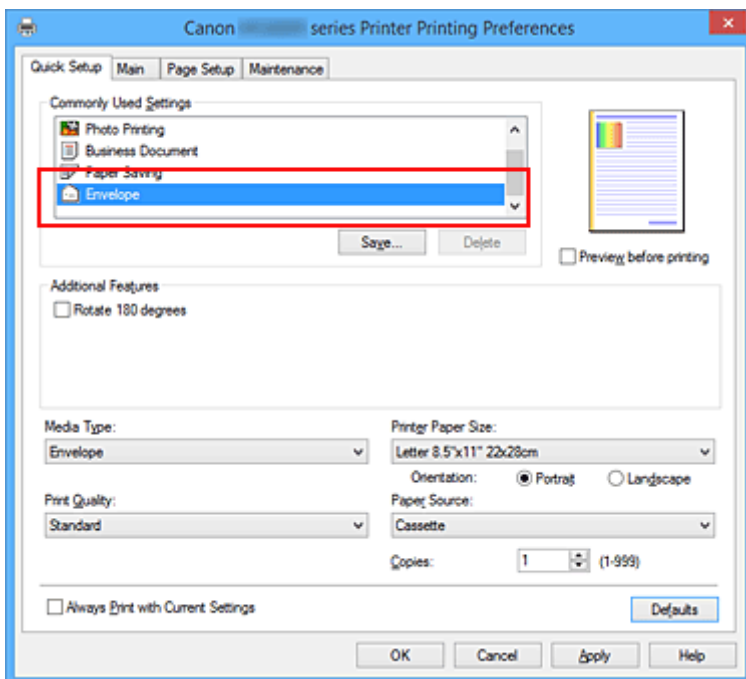 Canon series Printer Printing Preferences
Quick Setup Main Page Setup Maintenance
Commonly Used Settings
Photo Printing
Business Document
Paper Saving
Envelope
Save... Delete
Preview before printing
Addtional Features
Rotate 180 degrees
Media Type: Printer Paper Size:
Envelope Letter 8.5"x11" 22x28cm
Orientation: Portrait Landscape
Print Quality: Paper Source:
Standard Cassette
Copies: 1 (1-999)
Always Print with Current Settings Defaults
OK Cancel Apply Help